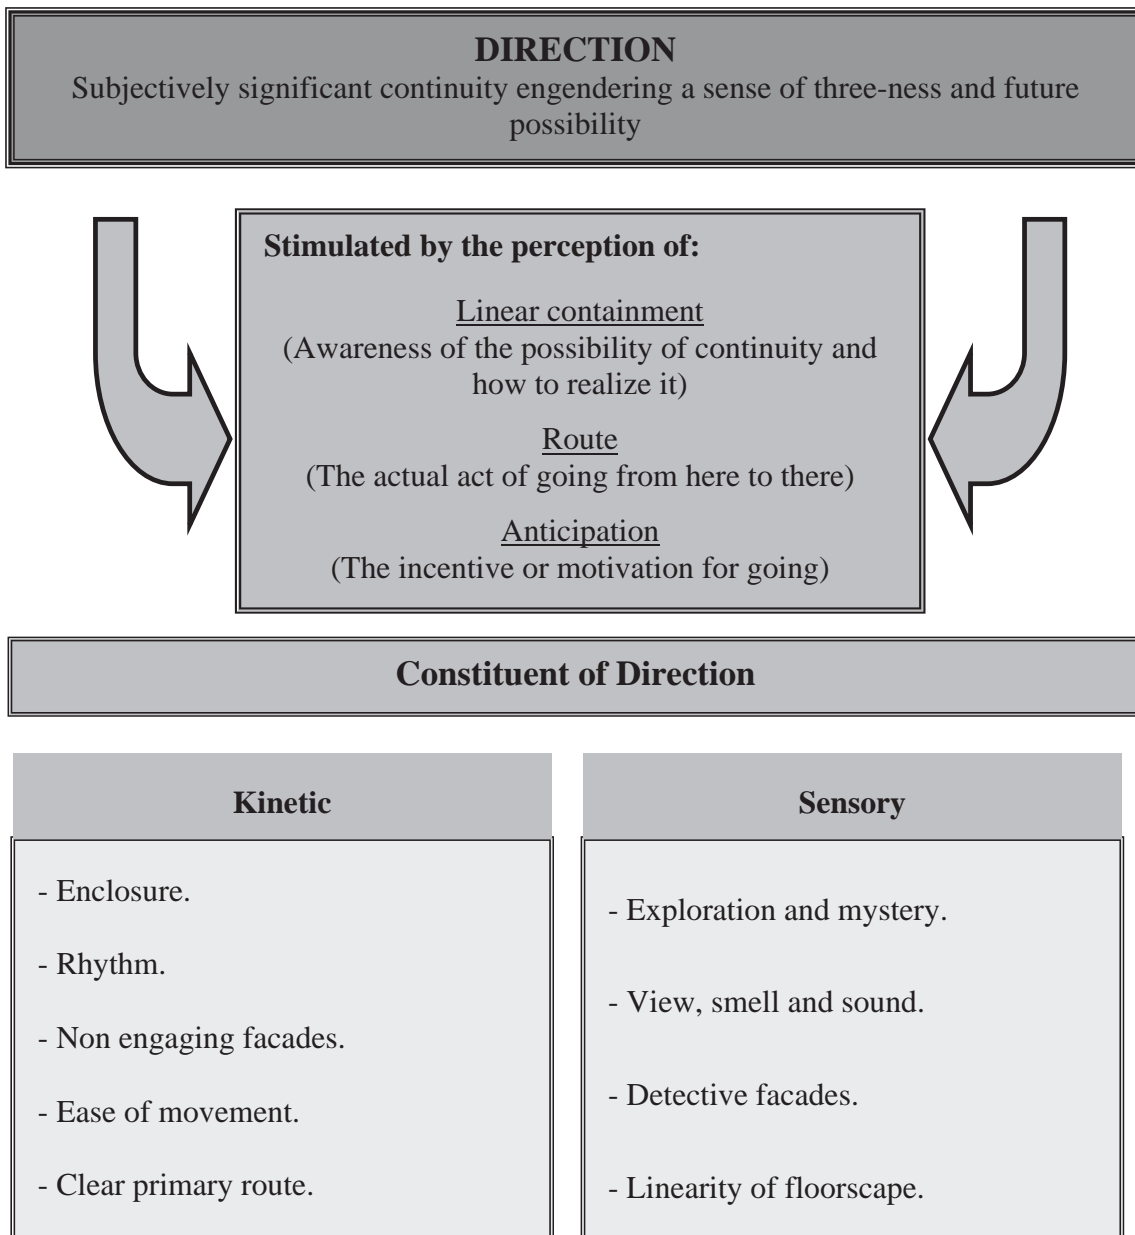 DIRECTION
Subjectively significant continuity engendering a sense of three-ness and future
possibility
Stimulated by the perception of:
Linear containment
(Awareness of the possibility of continuity and
how to realize it)
Route
(The actual act of going from here to there)
Anticipation
(The incentive or motivation for going)
Constituent of Direction
Kinetic
- Enclosure.
- Rhythm.
- Non engaging facades.
- Ease of movement.
- Clear primary route.
Sensory
- Exploration and mystery.
- View, smell and sound.
- Detective facades.
- Linearity of floorscape.